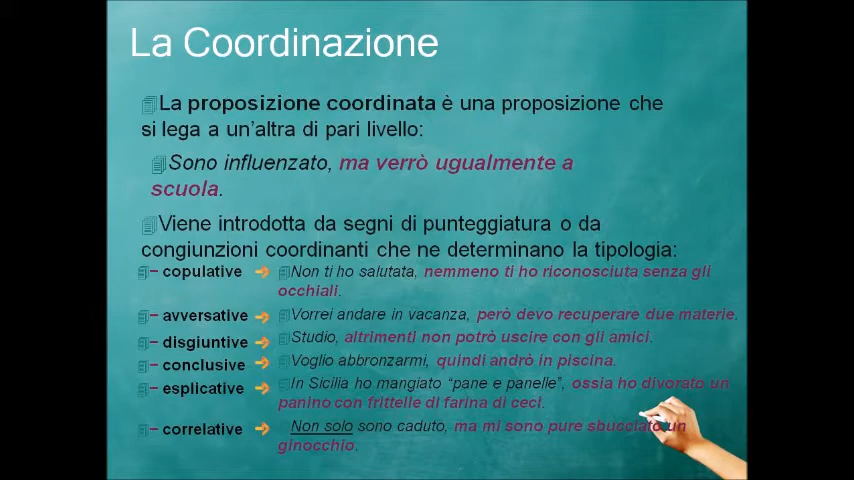 La Coordinazione
La proposizione coordinata è una proposizione che
si lega a un'altra di pari livello:
Sono influenzato, ma verrò ugualmente a
scuola.
Viene introdotta da segni di punteggiatura o da
congiunzioni coordinanti che ne determinano la tipologia:
– copulative Non ti ho salutata, nemmeno ti ho riconosciuta senza gli
occhiali.
– avversative Vorrei andare in vacanza, però devo recuperare due materie.
– disgiuntive Studio, altrimenti non potrò uscire con gli amici.
– conclusive Voglio abbronzarmi, quindi andrò in piscina.
– esplicative In Sicilia ho mangiato “pane e panelle”, ossia ho divorato un
panino con frittelle di farina di ceci.
– correlative Non solo sono caduto, ma mi sono pure sbucciato un
ginocchio.